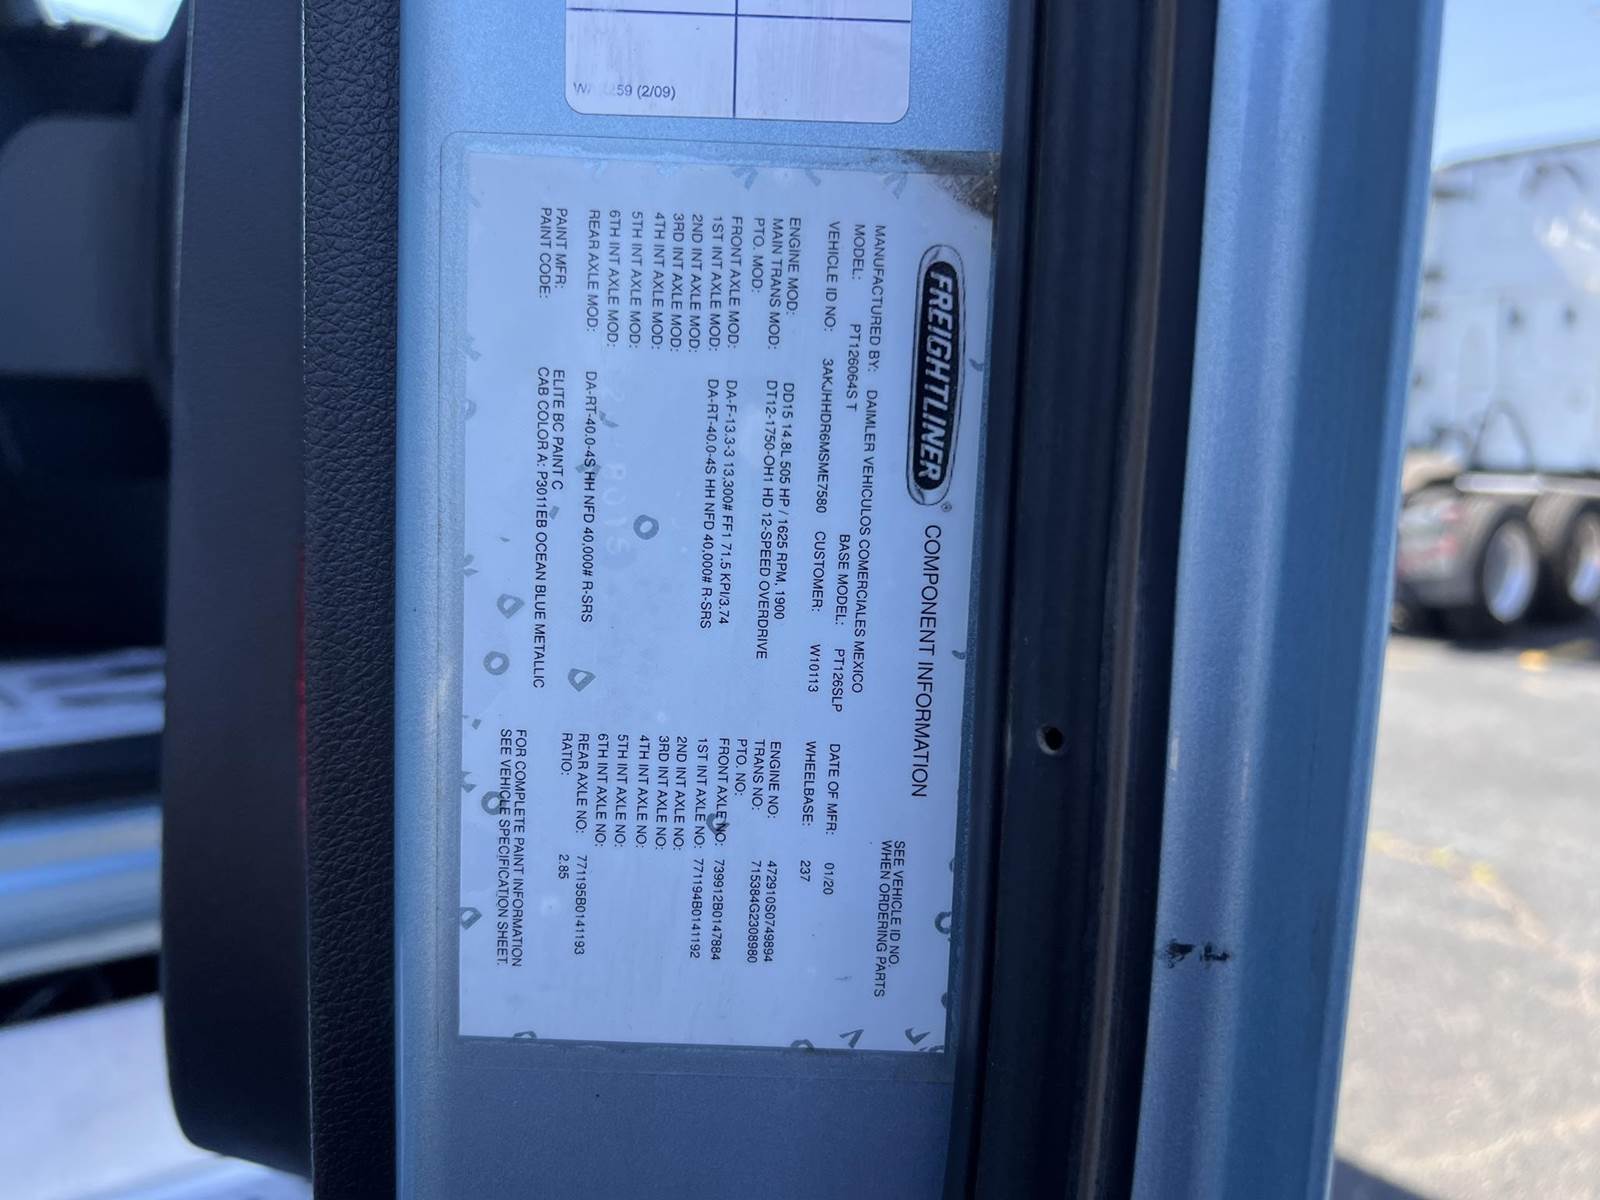 59 (2/09)
FREIGHTLINER® COMPONENT INFORMATION
SEE VEHICLE ID NO.
WHEN ORDERING PARTS
MANUFACTURED BY: DAIMLER VEHICULOS COMERCIALES MEXICO
MODEL: PT126064S T BASE MODEL: PT126SLP DATE OF MFR: 01/20
VEHICLE ID NO: 3AKJHHDR6MSME7580 CUSTOMER: W10113 WHEELBASE: 237
ENGINE MOD: DD15 14.8L 505 HP / 1625 RPM, 1900 ENGINE NO: 472910S0749894
MAIN TRANS MOD: DT12-1750-OH1 HD 12-SPEED OVERDRIVE TRANS NO: 715384G2308980
PTO. MOD: PTO. NO:
FRONT AXLE MOD: DA-F-13.3-3 13,300# FF1 71.5 KPI/3.74 FRONT AXLE NO: 739912B0147884
1ST INT AXLE MOD: DA-RT-40.0-4S HH NFD 40,000# R-SRS 1ST INT AXLE NO: 771194B0141192
2ND INT AXLE MOD: 2ND INT AXLE NO:
3RD INT AXLE MOD: 3RD INT AXLE NO:
4TH INT AXLE MOD: 4TH INT AXLE NO:
5TH INT AXLE MOD: 5TH INT AXLE NO:
6TH INT AXLE MOD: 6TH INT AXLE NO:
REAR AXLE MOD: DA-RT-40.0-4S HH NFD 40,000# R-SRS REAR AXLE NO: 771195B0141193
RATIO: 2.85
PAINT MFR: ELITE BC PAINT C
PAINT CODE: CAB COLOR A: P3011EB OCEAN BLUE METALLIC
FOR COMPLETE PAINT INFORMATION
SEE VEHICLE SPECIFICATION SHEET.